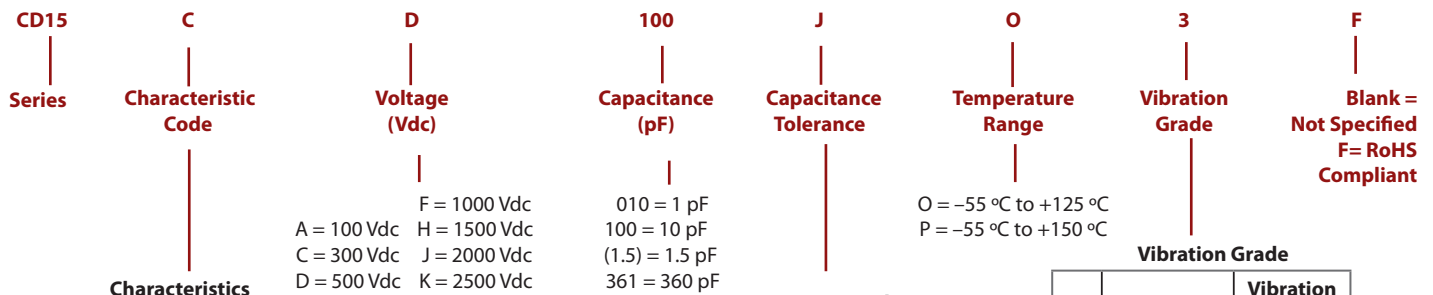 CD15 C D 100 J O 3 F
Series Characteristic Code Voltage (Vdc) Capacitance (pF) Capacitance Tolerance Temperature Range Vibration Grade Blank = Not Specified F= RoHS Compliant
F = 1000 Vdc
A = 100 Vdc H = 1500 Vdc
C = 300 Vdc J = 2000 Vdc
D = 500 Vdc K = 2500 Vdc
010 = 1 pF
100 = 10 pF
(1.5) = 1.5 pF
361 = 360 pF
O = –55 ºC to +125 ºC
P = –55 ºC to +150 ºC
Vibration Grade
Characteristics
Vibration